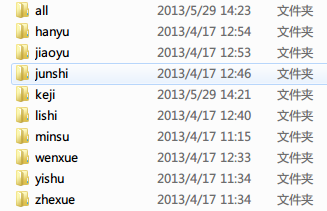 all 2013/5/29 14:23 文件夹
hanyu 2013/4/17 12:54 文件夹
jiaoyu 2013/4/17 12:53 文件夹
junshi 2013/4/17 12:46 文件夹
keji 2013/5/29 14:21 文件夹
lishi 2013/4/17 12:40 文件夹
minsu 2013/4/17 11:15 文件夹
wenxue 2013/4/17 12:33 文件夹
yishu 2013/4/17 11:34 文件夹
zhexue 2013/4/17 11:34 文件夹